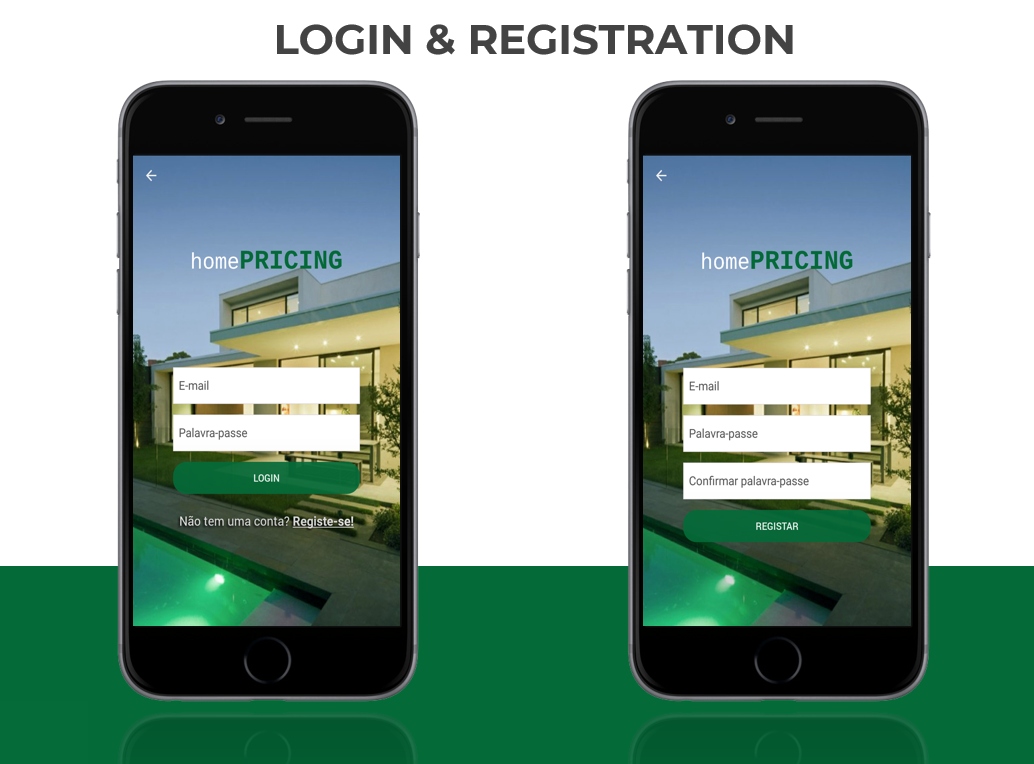 LOGIN & REGISTRATION
homePRICING
E-mail
Palavra-passe
LOGIN
Não tem uma conta? Registe-se!
homePRICING
E-mail
Palavra-passe
Confirmar palavra-passe
REGISTAR